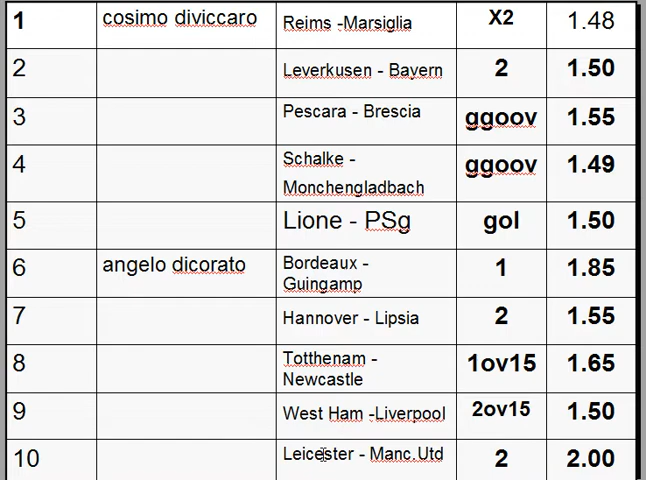 1 cosimo diviccaro Reims -Marsiglia X2 1.48
2 Leverkusen - Bayern 2 1.50
3 Pescara - Brescia ggoov 1.55
4 Schalke -
Monchengladbach ggoov 1.49
5 Lione - PSg gol 1.50
6 angelo dicorato Bordeaux -
Guingamp 1 1.85
7 Hannover - Lipsia 2 1.55
8 Totthenam -
Newcastle 1ov15 1.65
9 West Ham -Liverpool 2ov15 1.50
10 Leicester - Manc.Utd 2 2.00